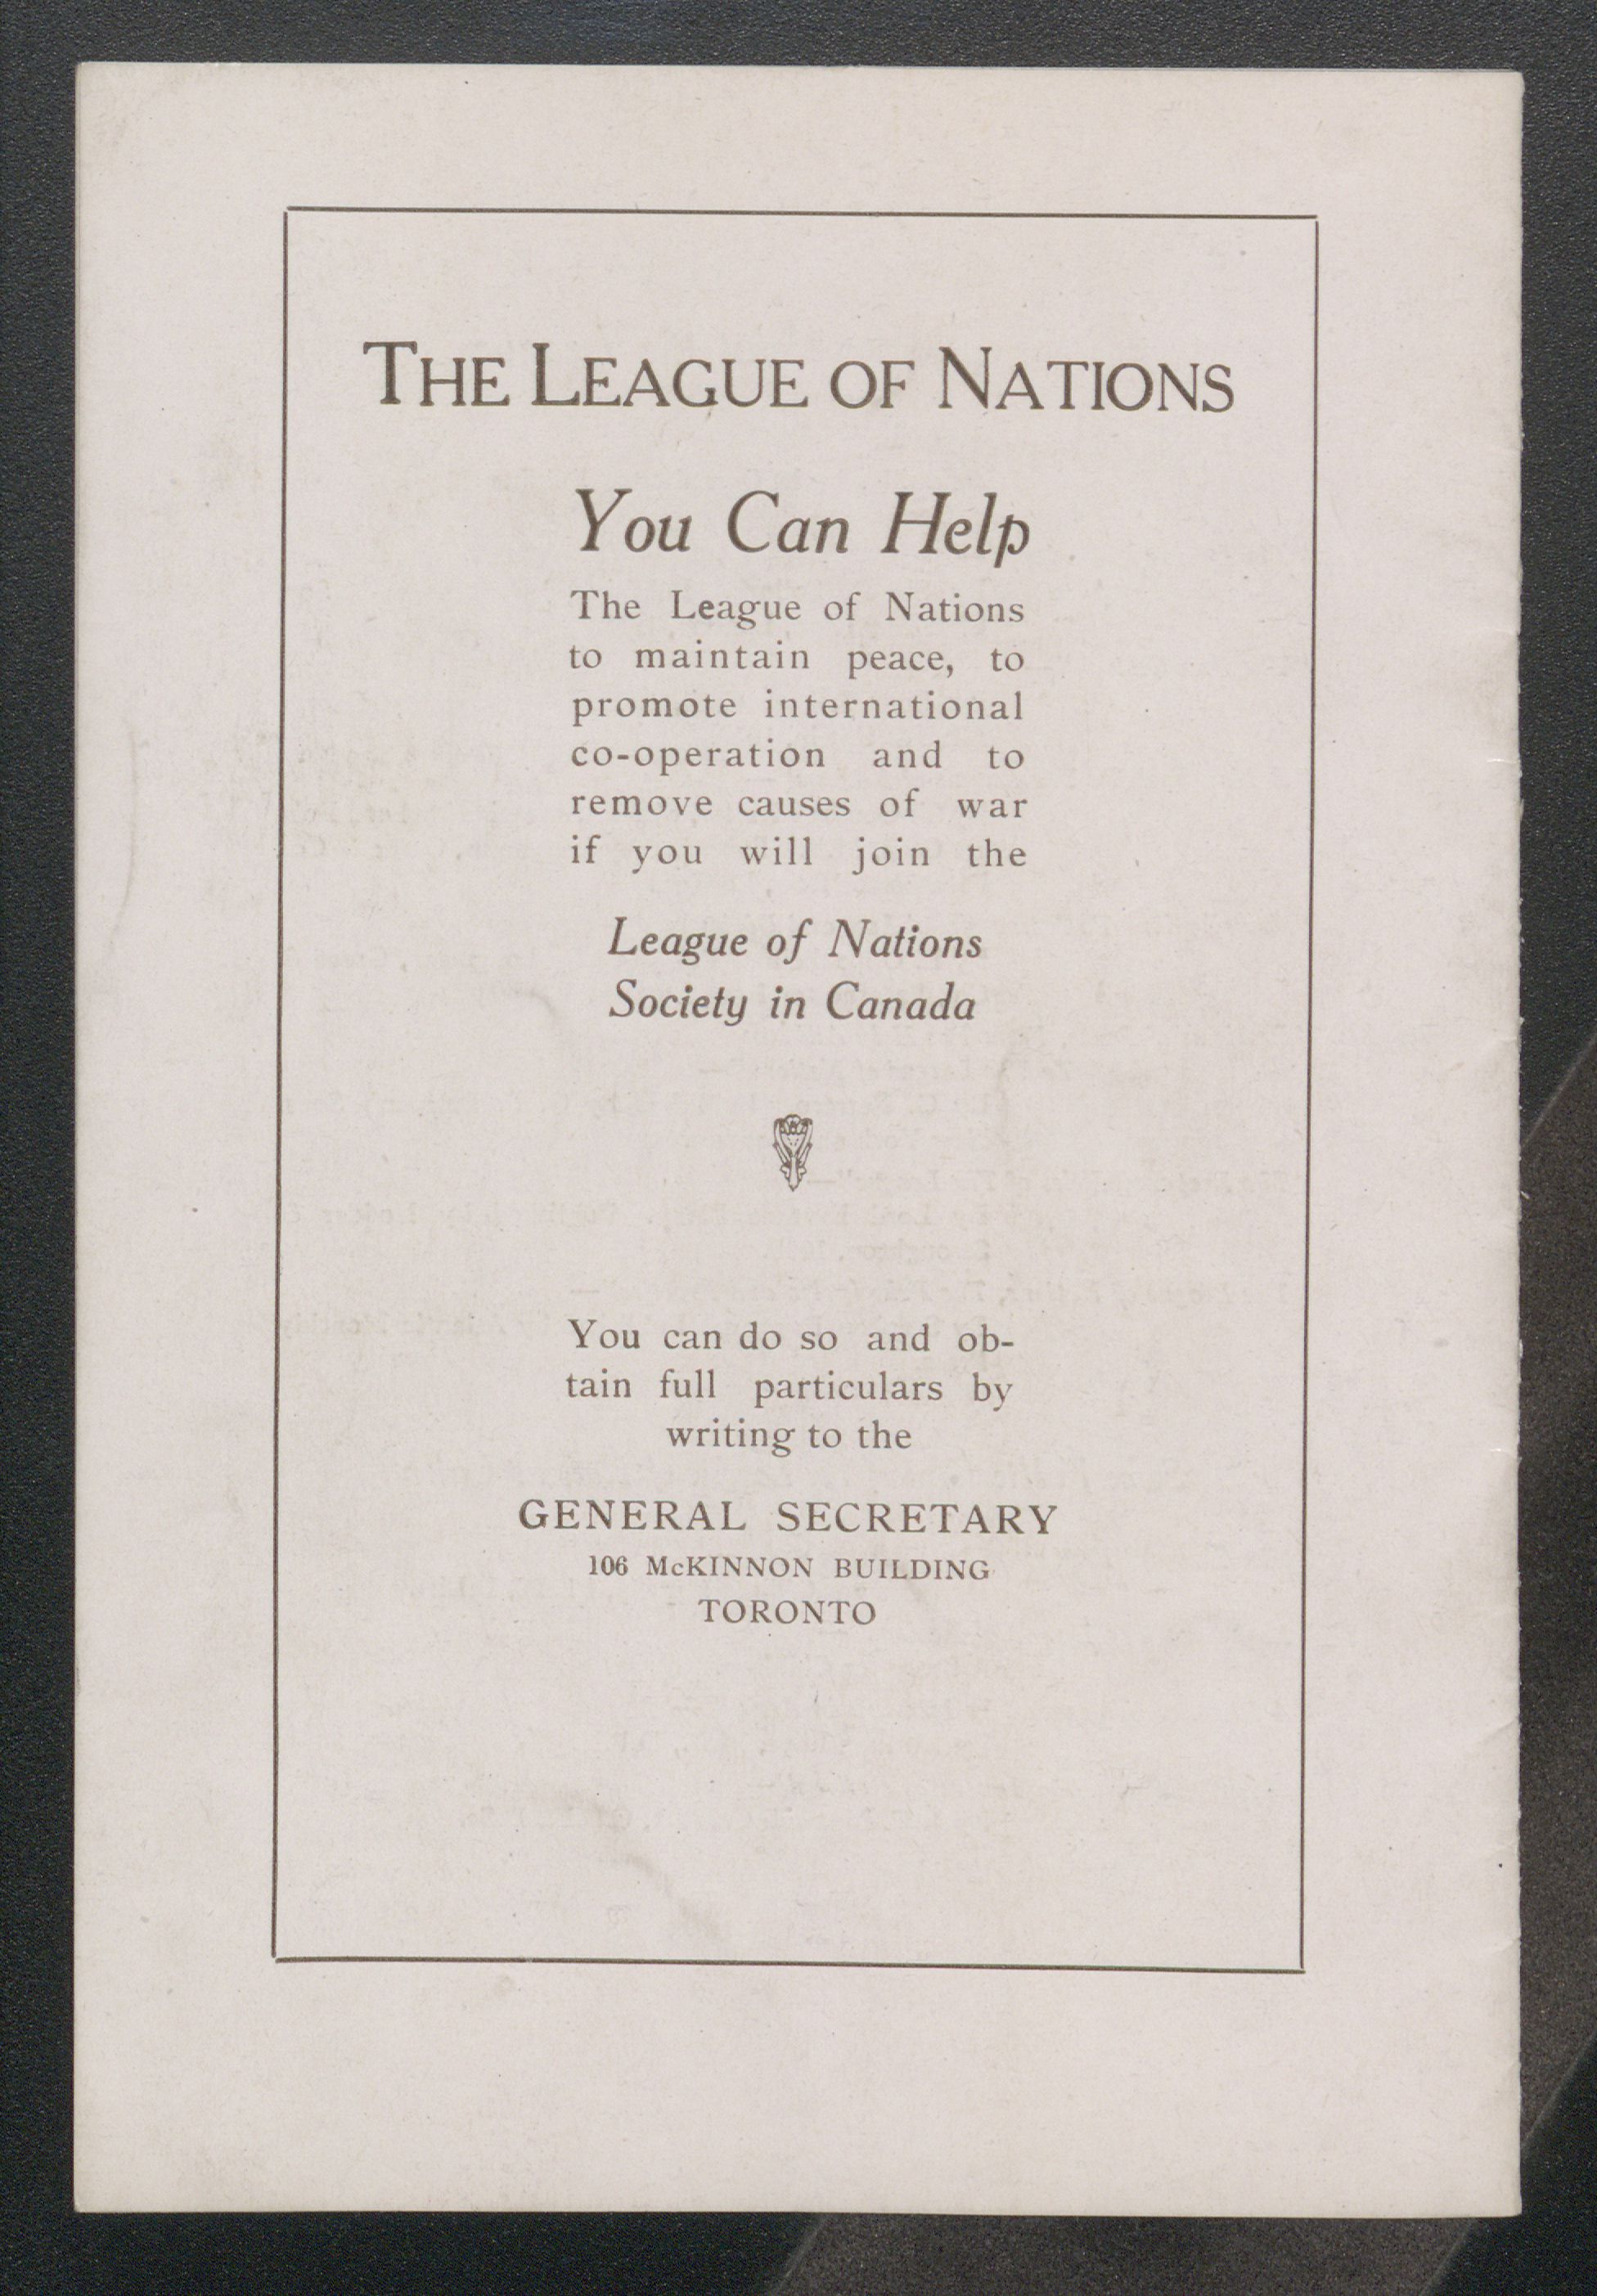 THE LEAGUE OF NATIONS
You Can Help
The League of Nations
to maintain peace, to
promote international
co-operation and to
remove causes of war
if you will join the
League of Nations
Society in Canada
You can do so and ob-
tain full particulars by
writing to the
GENERAL SECRETARY
106 McKINNON BUILDING
TORONTO